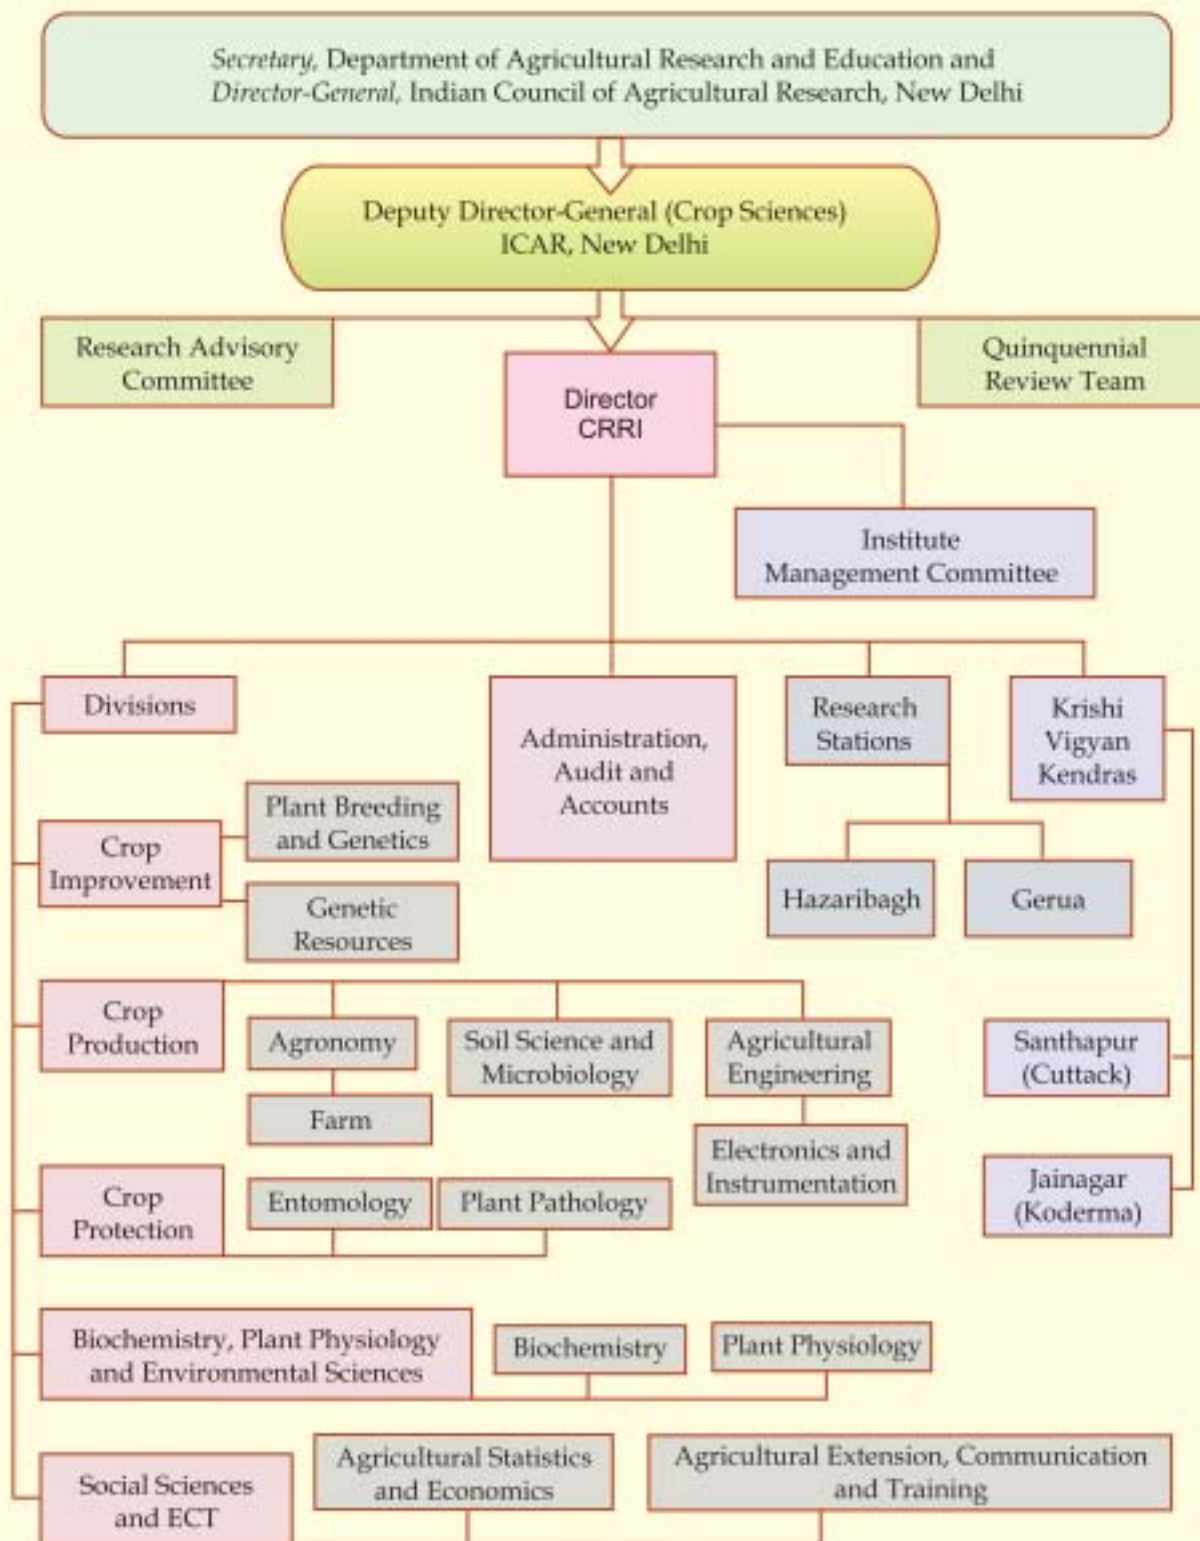 Secretary, Department of Agricultural Research and Education and
Director-General, Indian Council of Agricultural Research, New Delhi
Deputy Director-General (Crop Sciences)
ICAR, New Delhi
Research Advisory
Committee
Quinquennial
Review Team
Director
CRRI
Institute
Management Committee
Divisions
Administration,
Audit and
Accounts
Research
Stations
Krishi
Vigyan
Kendras
Crop
Improvement
Plant Breeding
and Genetics
Genetic
Resources
Hazaribagh
Gerua
Crop
Production
Agronomy
Farm
Soil Science and
Microbiology
Agricultural
Engineering
Electronics and
Instrumentation
Santhapur
(Cuttack)
Jainagar
(Koderma)
Crop
Protection
Entomology
Plant Pathology
Biochemistry, Plant Physiology
and Environmental Sciences
Biochemistry
Plant Physiology
Social Sciences
and ECT
Agricultural Statistics
and Economics
Agricultural Extension, Communication
and Training